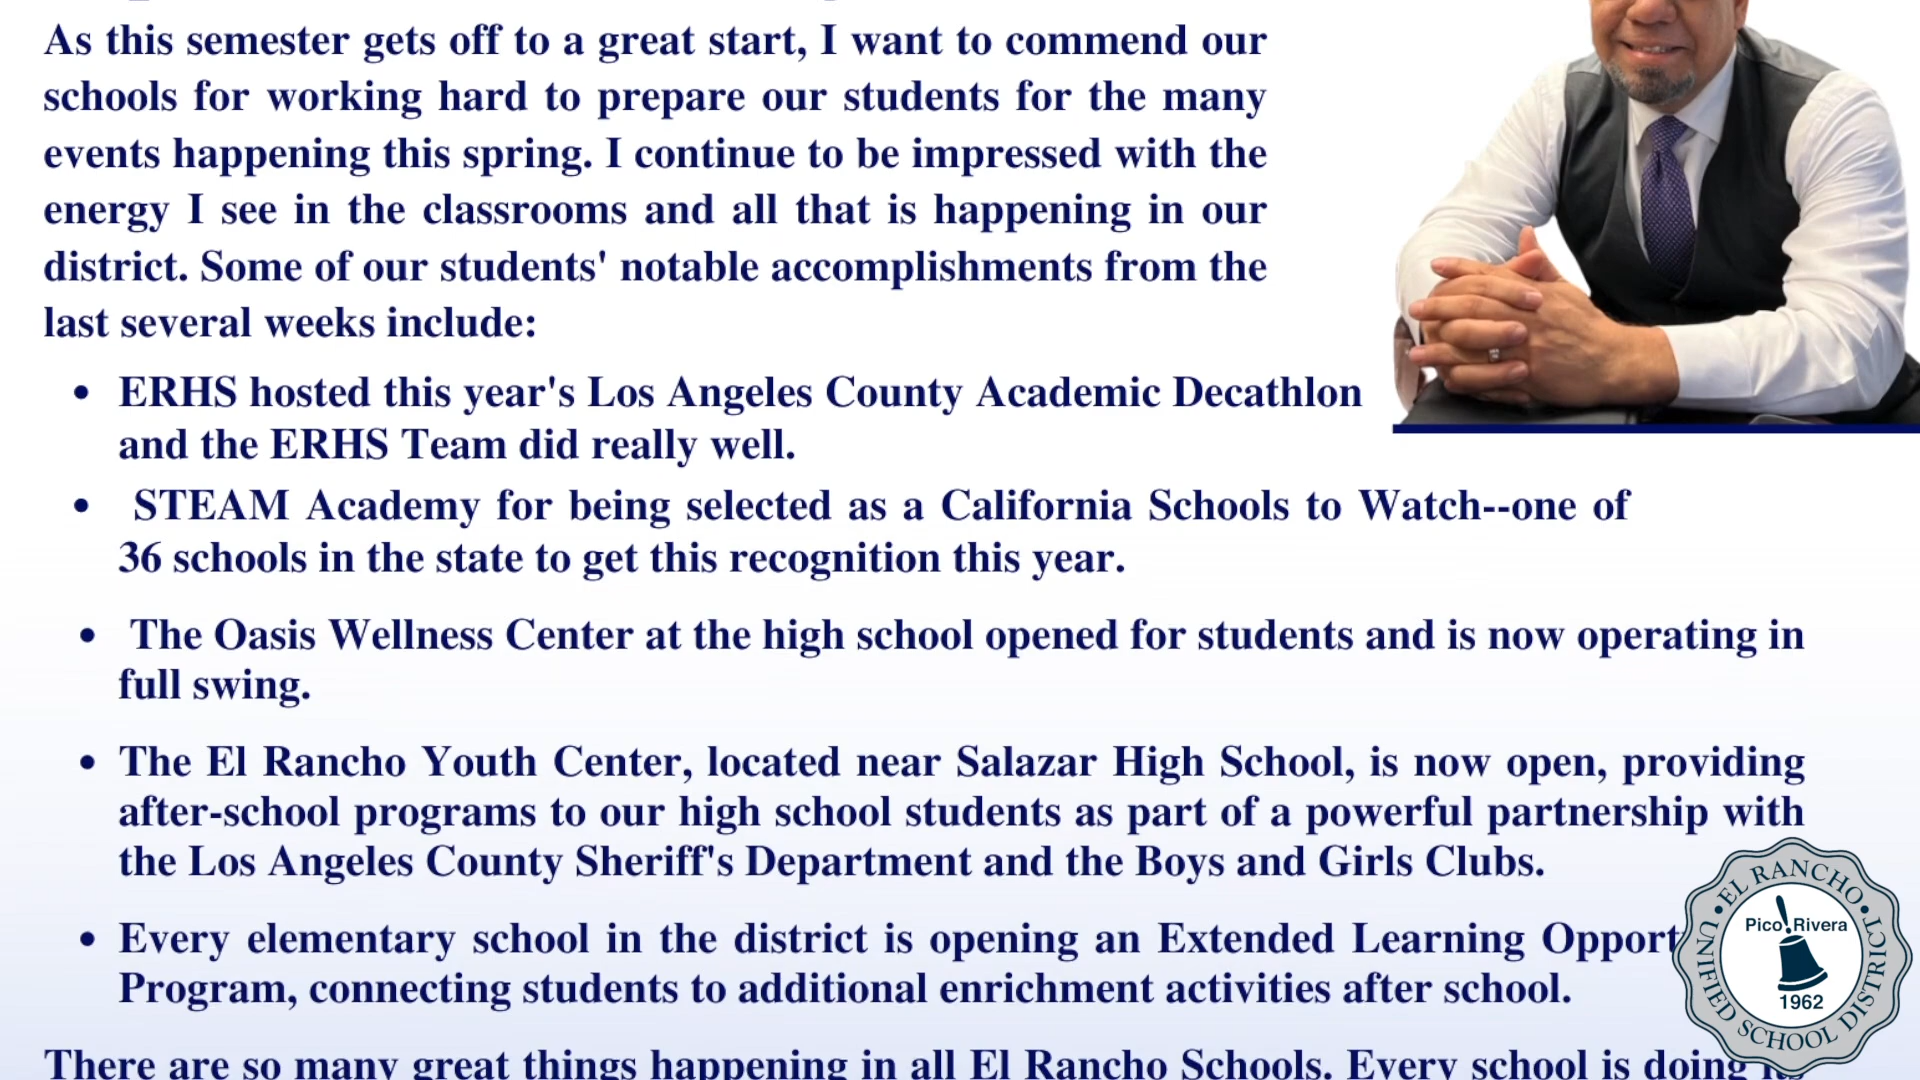 As this semester gets off to a great start, I want to commend our
schools for working hard to prepare our students for the many
events happening this spring. I continue to be impressed with the
energy I see in the classrooms and all that is happening in our
district. Some of our students' notable accomplishments from the
last several weeks include:
• ERHS hosted this year's Los Angeles County Academic Decathlon
and the ERHS Team did really well.
• STEAM Academy for being selected as a California Schools to Watch--one of
36 schools in the state to get this recognition this year.
• The Oasis Wellness Center at the high school opened for students and is now operating in
full swing.
• The El Rancho Youth Center, located near Salazar High School, is now open, providing
after-school programs to our high school students as part of a powerful partnership with
the Los Angeles County Sheriff's Department and the Boys and Girls Clubs.
• Every elementary school in the district is opening an Extended Learning
Program, connecting students to additional enrichment activities after school.
There are so many great things happening in all El Rancho Schools. Every school is doing
EL RANCHO
UNIFIED SCHOOL DISTRICT
Pico Rivera
1962